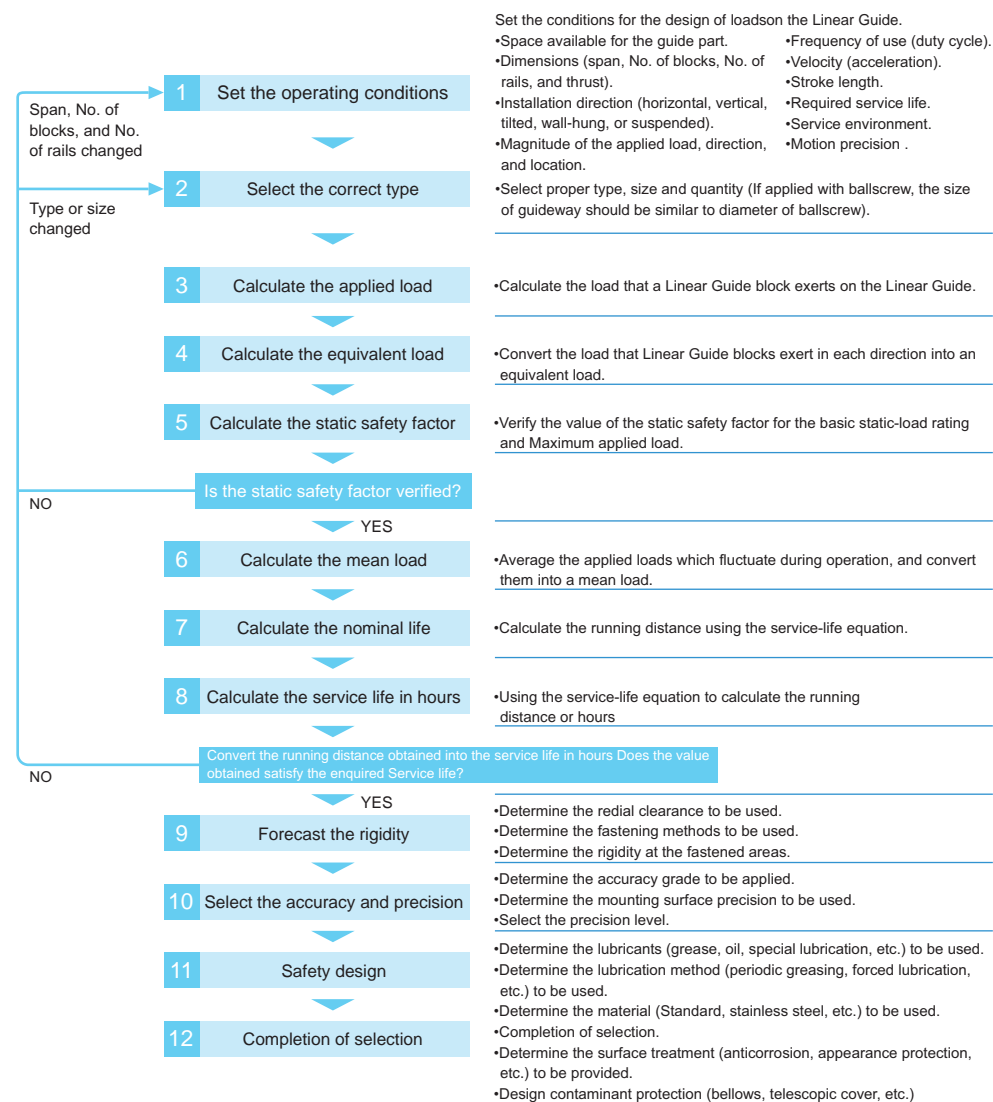 Set the conditions for the design of loadson the Linear Guide.
•Space available for the guide part.
•Dimensions (span, No. of blocks, No. of
rails, and thrust).
•Installation direction (horizontal, vertical,
tilted, wall-hung, or suspended).
•Magnitude of the applied load, direction,
and location.
•Frequency of use (duty cycle).
•Velocity (acceleration).
•Stroke length.
•Required service life.
•Service environment.
•Motion precision .
1 Set the operating conditions
Span, No. of
blocks, and No.
of rails changed
2 Select the correct type
•Select proper type, size and quantity (If applied with ballscrew, the size
of guideway should be similar to diameter of ballscrew).
Type or size
changed
3 Calculate the applied load
•Calculate the load that a Linear Guide block exerts on the Linear Guide.
4 Calculate the equivalent load
•Convert the load that Linear Guide blocks exert in each direction into an
equivalent load.
5 Calculate the static safety factor
•Verify the value of the static safety factor for the basic static-load rating
and Maximum applied load.
Is the static safety factor verified?
NO
YES
6 Calculate the mean load
•Average the applied loads which fluctuate during operation, and convert
them into a mean load.
7 Calculate the nominal life
•Calculate the running distance using the service-life equation.
8 Calculate the service life in hours
•Using the service-life equation to calculate the running
distance or hours
Convert the running distance obtained into the service life in hours Does the value
obtained satisfy the enquired Service life?
NO
YES
9 Forecast the rigidity
•Determine the redial clearance to be used.
•Determine the fastening methods to be used.
•Determine the rigidity at the fastened areas.
10 Select the accuracy and precision
•Determine the accuracy grade to be applied.
•Determine the mounting surface precision to be used.
•Select the precision level.
11 Safety design
•Determine the lubricants (grease, oil, special lubrication, etc.) to be used.
•Determine the lubrication method (periodic greasing, forced lubrication,
etc.) to be used.
•Determine the material (Standard, stainless steel, etc.) to be used.
12 Completion of selection
•Completion of selection.
•Determine the surface treatment (anticorrosion, appearance protection,
etc.) to be provided.
•Design contaminant protection (bellows, telescopic cover, etc.)